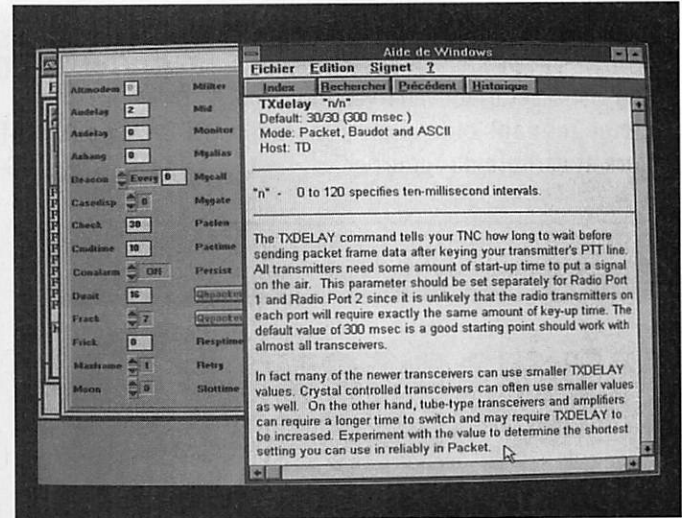 Altmodem 0 Mfilter
Audelay 2 Mid
Axdelay 0 Monitor
Axhang 0 Myalias
Beacon Every 0 Mycall
Casedisp 0 Mygate
Check 30 Paclen
Cmdtime 10 Pactime
Conalarm ON Persist
Dwait 16
Frack 7
Frick 0 Resptime
Maxframe 1 Retry
Mson 0 Slottime
Aide de Windows
Fichier Edition Signet ?
Index Rechercher Précédent Historique
TXdelay "n/n"
Default: 30/30 (300 msec.)
Mode: Packet, Baudot and ASCII
Host: TD
"n" - 0 to 120 specifies ten-millisecond intervals.
The TXDELAY command tells your TNC how long to wait before
sending packet frame data after keying your transmitter's PTT line.
All transmitters need some amount of start-up time to put a signal
on the air. This parameter should be set separately for Radio Port
1 and Radio Port 2 since it is unlikely that the radio transmitters on
each port will require exactly the same amount of key-up time. The
default value of 300 msec is a good starting point should work with
almost all transceivers.
In fact many of the newer transceivers can use smaller TXDELAY
values. Crystal controlled transceivers can often use smaller values
as well. On the other hand, tube-type transceivers and amplifiers
can require a longer time to switch and may require TXDELAY to
be increased. Experiment with the value to determine the shortest
setting you can use in reliably in Packet.